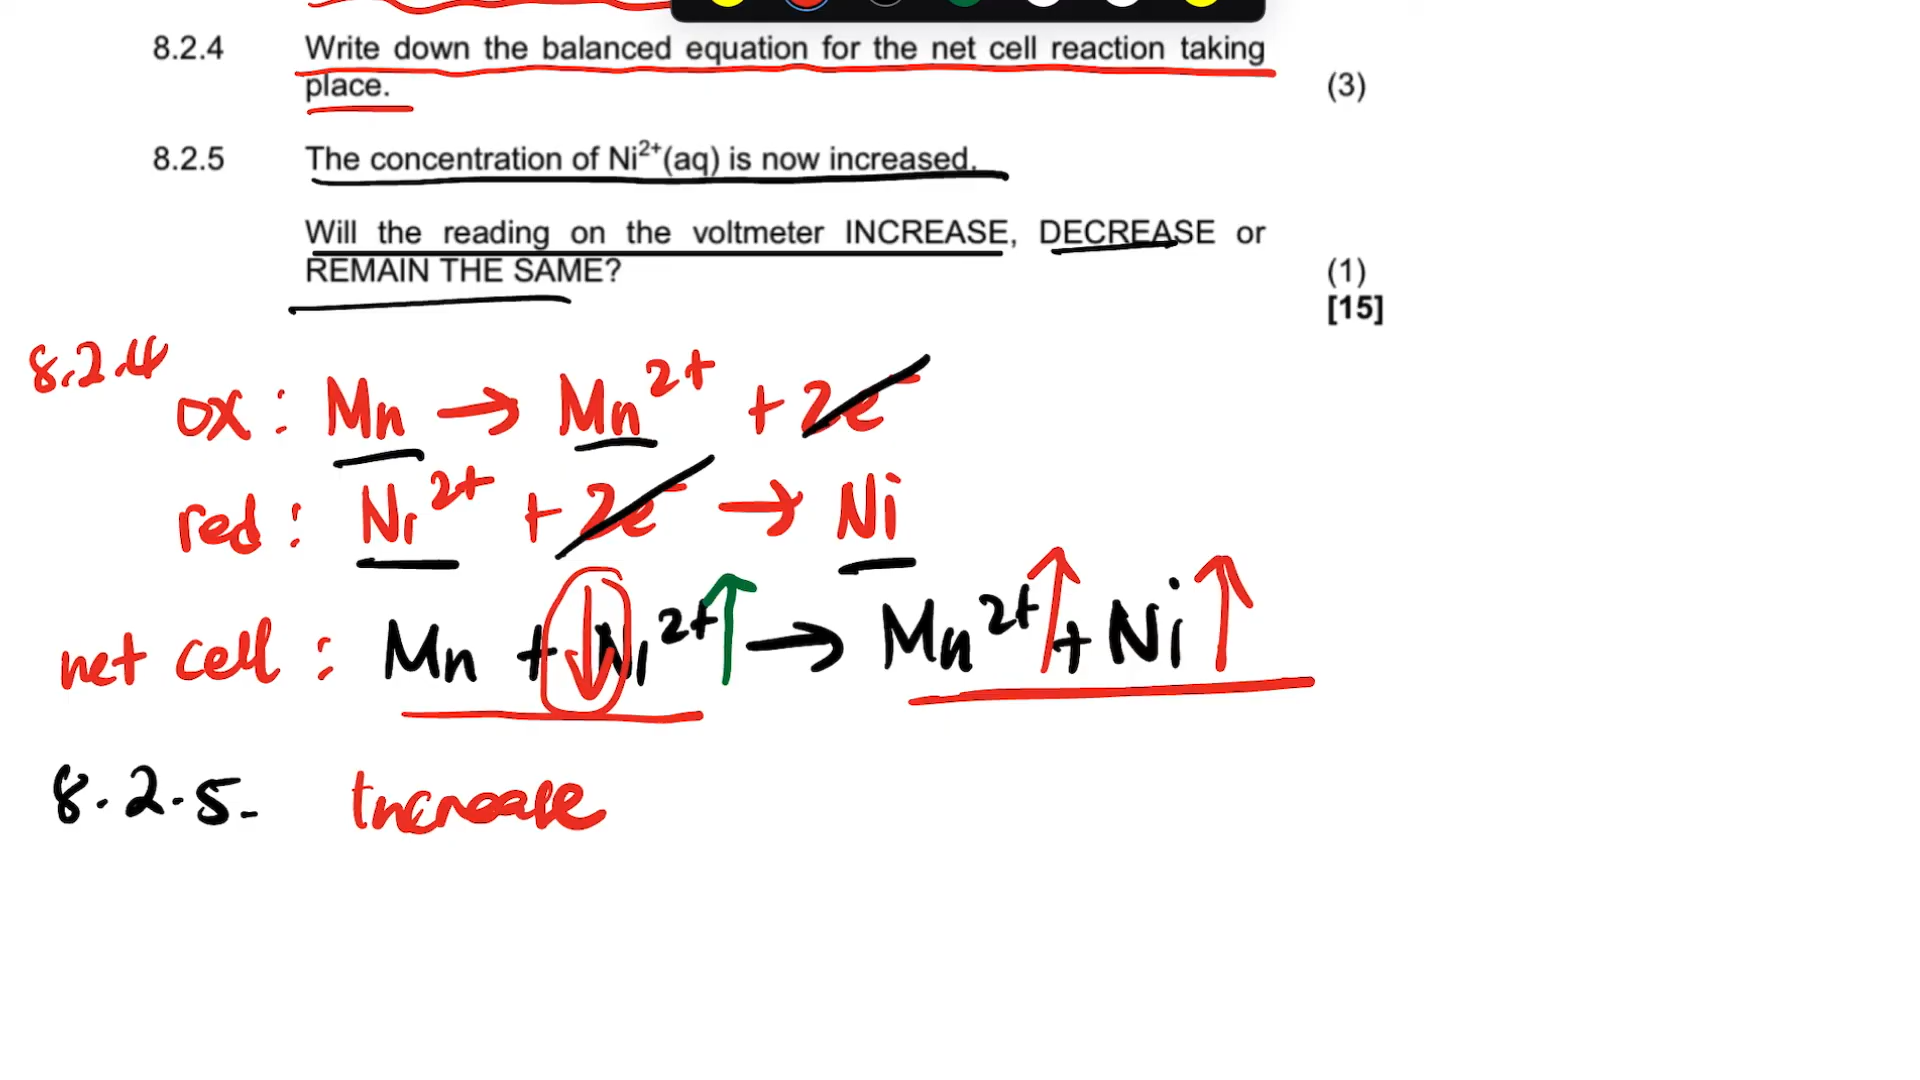 8.2.4 Write down the balanced equation for the net cell reaction taking
place. (3)
8.2.5 The concentration of Ni²⁺(aq) is now increased.
Will the reading on the voltmeter INCREASE, DECREASE or
REMAIN THE SAME? (1)
[15]
8.2.4
ox: Mn → Mn²⁺ + 2e⁻
red: Ni²⁺ + 2e⁻ → Ni
net cell: Mn + ↓Ni²⁺↑ → Mn²⁺↑ + Ni↑
8.2.5. Increase